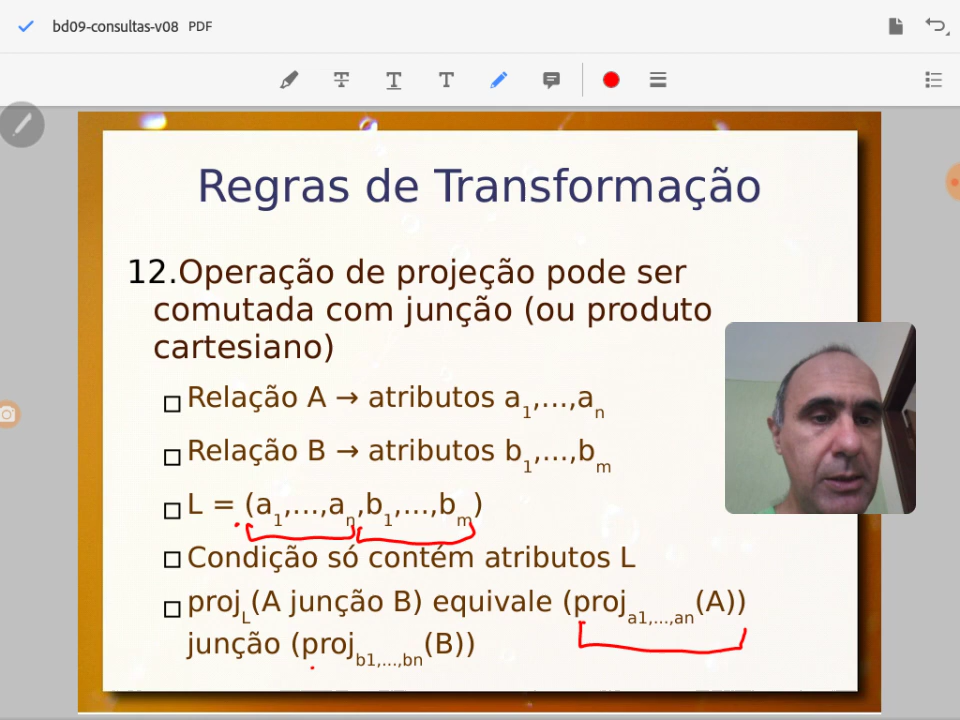 bd09-consultas-v08 PDF
T T T
Regras de Transformação
12.Operação de projeção pode ser
comutada com junção (ou produto
cartesiano)
Relação A → atributos a1,...,an
Relação B → atributos b1,...,bm
L = (a1,...,an,b1,...,bm)
Condição só contém atributos L
projL(A junção B) equivale (proja1,...,an(A))
junção (projb1,...,bn(B))